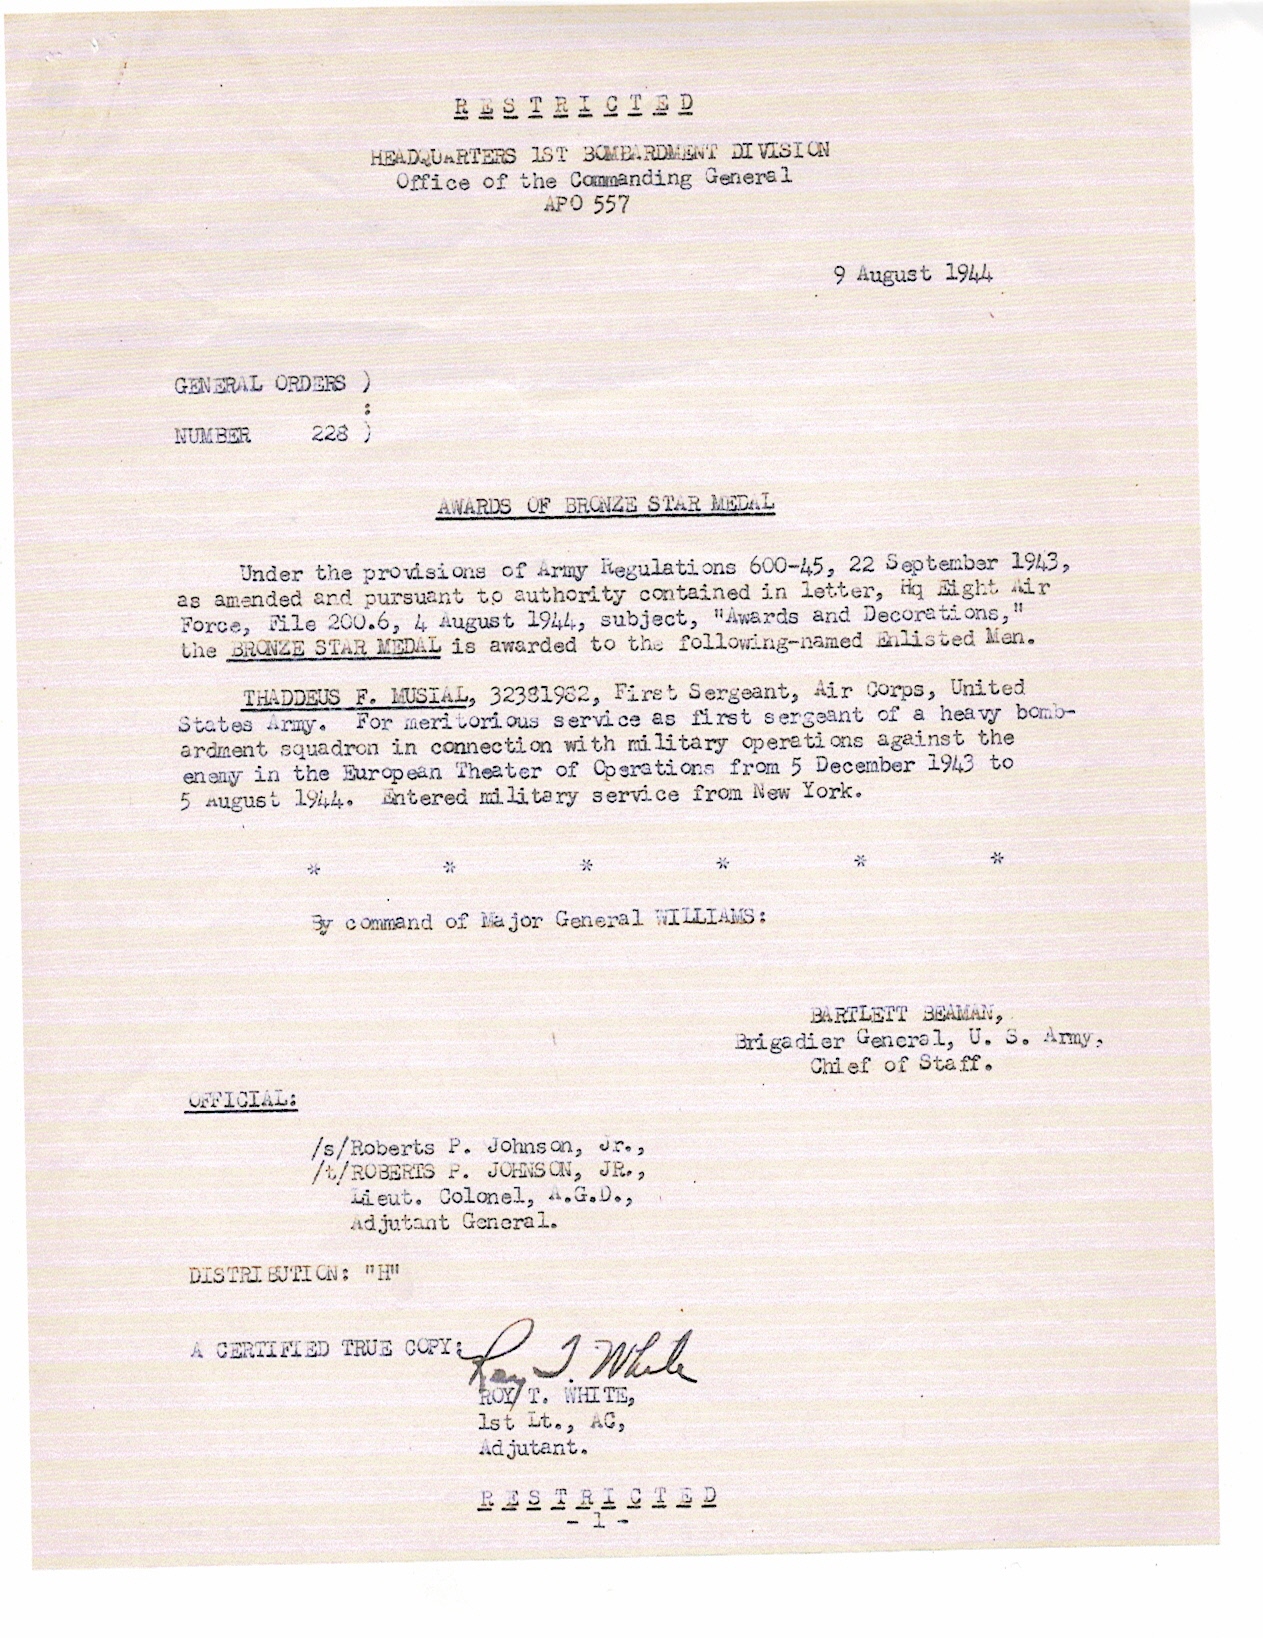 R E S T R I C T E D
HEADQUARTERS 1ST BOMBARDMENT DIVISION
Office of the Commanding General
APO 557
9 August 1944
GENERAL ORDERS )
:
NUMBER 228 )
AWARDS OF BRONZE STAR MEDAL
Under the provisions of Army Regulations 600-45, 22 September 1943,
as amended and pursuant to authority contained in letter, Hq Eight Air
Force, File 200.6, 4 August 1944, subject, "Awards and Decorations,"
the BRONZE STAR MEDAL is awarded to the following-named Enlisted Men.
THADDEUS F. MUSIAL, 32381982, First Sergeant, Air Corps, United
States Army. For meritorious service as first sergeant of a heavy bomb-
ardment squadron in connection with military operations against the
enemy in the European Theater of Operations from 5 December 1943 to
5 August 1944. Entered military service from New York.
* * * * * *
By command of Major General WILLIAMS:
BARTLETT BEAMAN,
Brigadier General, U. S. Army,
Chief of Staff.
OFFICIAL:
/s/Roberts P. Johnson, Jr.,
/t/ROBERTS P. JOHNSON, JR.,
Lieut. Colonel, A.G.D.,
Adjutant General.
DISTRIBUTION: "H"
A CERTIFIED TRUE COPY: Roy T. White
ROY T. WHITE,
1st Lt., AC,
Adjutant.
R E S T R I C T E D
- 1 -